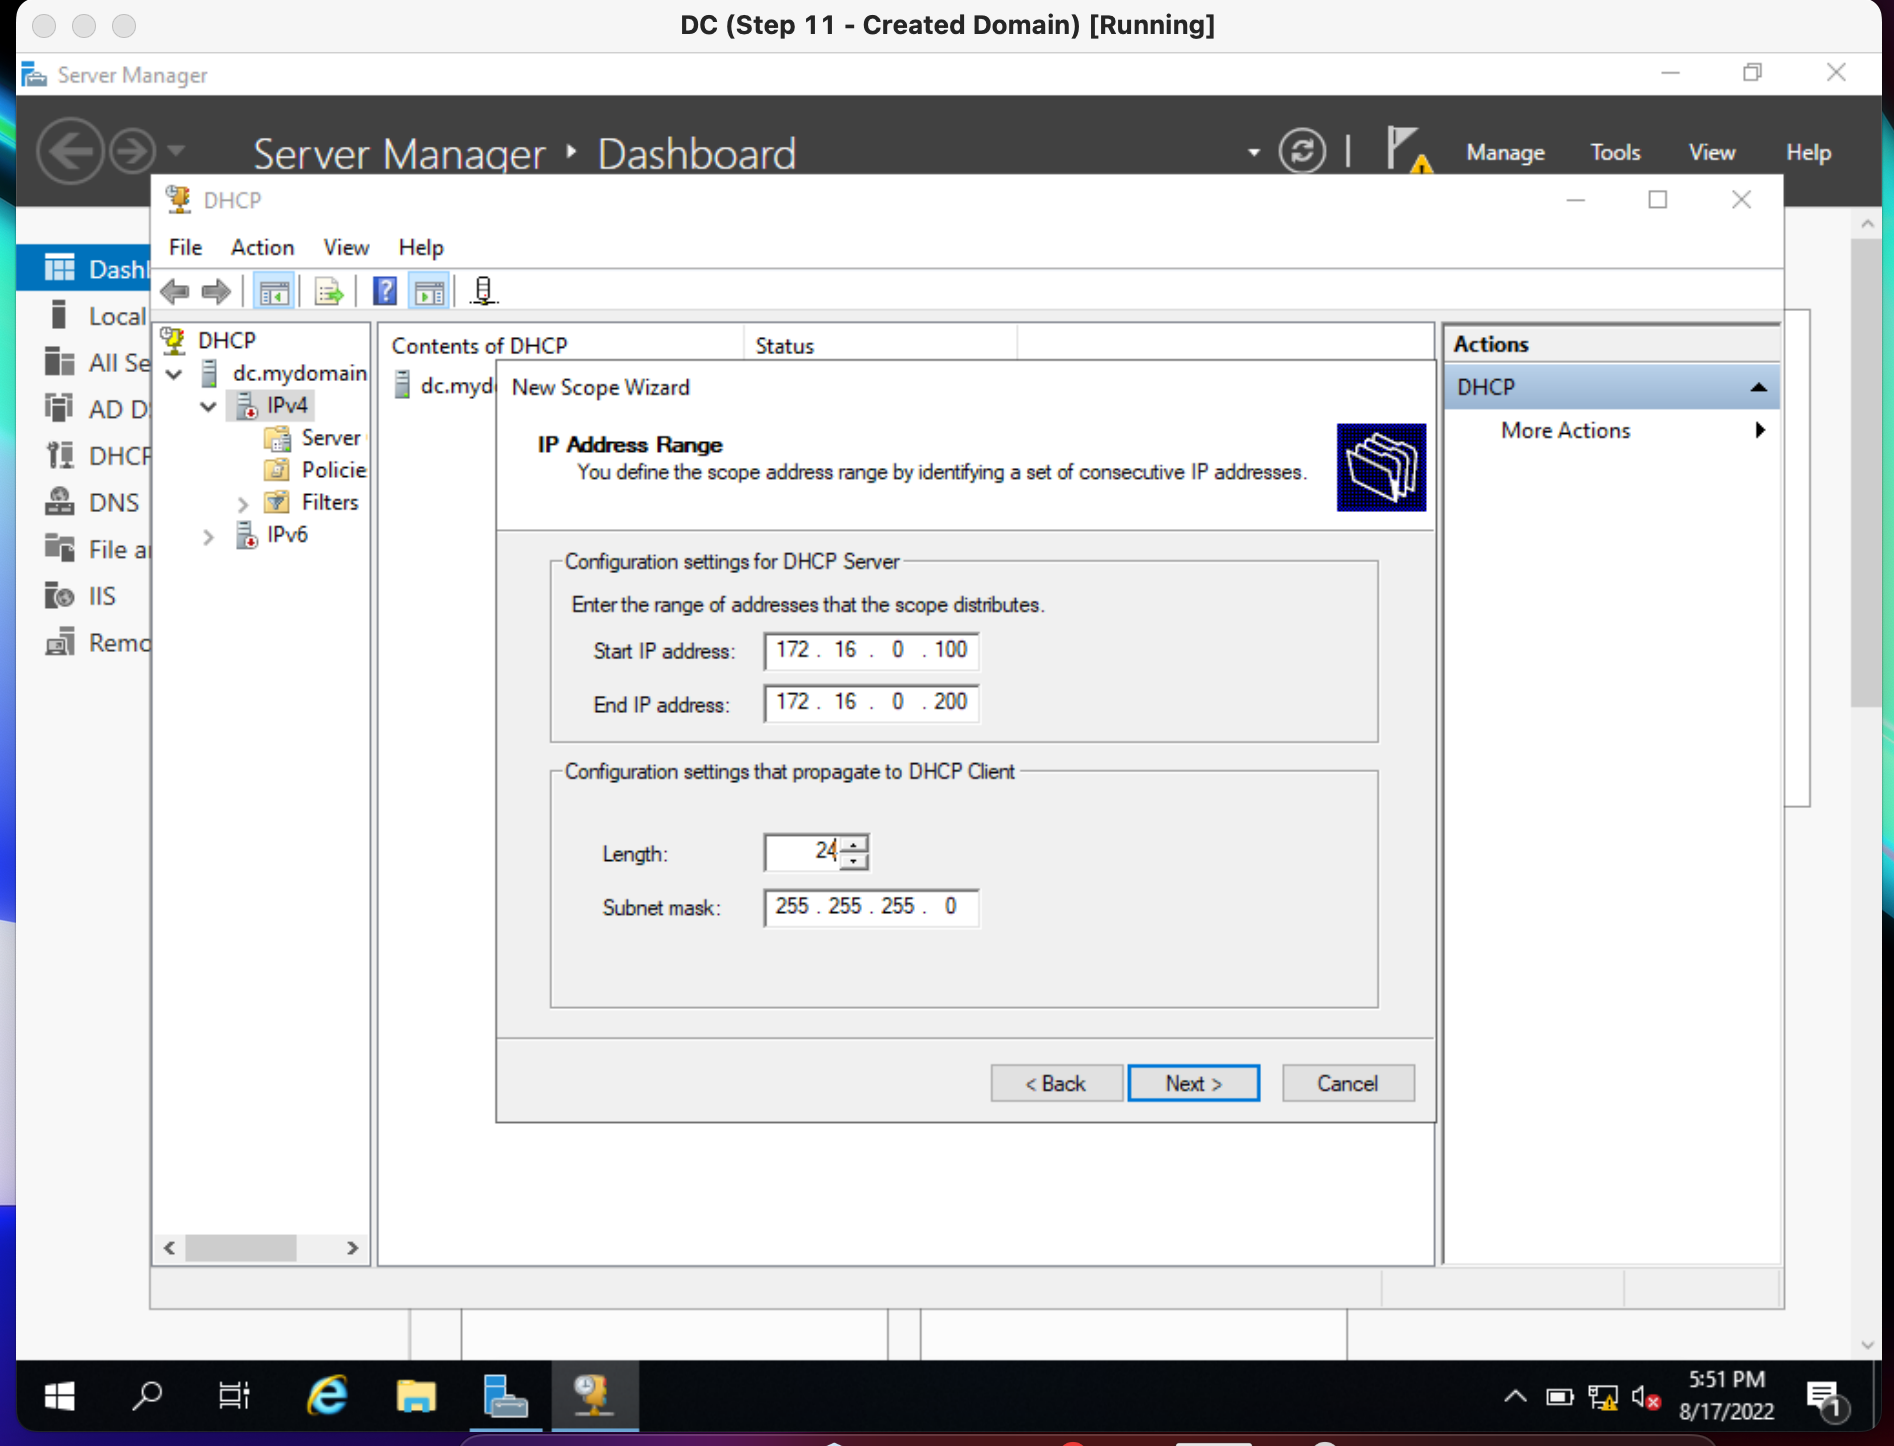 DC (Step 11 - Created Domain) [Running]
Server Manager
Server Manager ‣ Dashboard
Manage Tools View Help
DHCP
File Action View Help
Dashl
Local
All Se
AD D
DHCP
DNS
File a
IIS
Remo
DHCP
dc.mydomain
IPv4
Server
Policie
Filters
IPv6
Contents of DHCP Status
dc.myd
New Scope Wizard
IP Address Range
You define the scope address range by identifying a set of consecutive IP addresses.
Configuration settings for DHCP Server
Enter the range of addresses that the scope distributes.
Start IP address: 172 . 16 . 0 . 100
End IP address: 172 . 16 . 0 . 200
Configuration settings that propagate to DHCP Client
Length: 24
Subnet mask: 255 . 255 . 255 . 0
< Back Next > Cancel
Actions
DHCP
More Actions
5:51 PM
8/17/2022
1